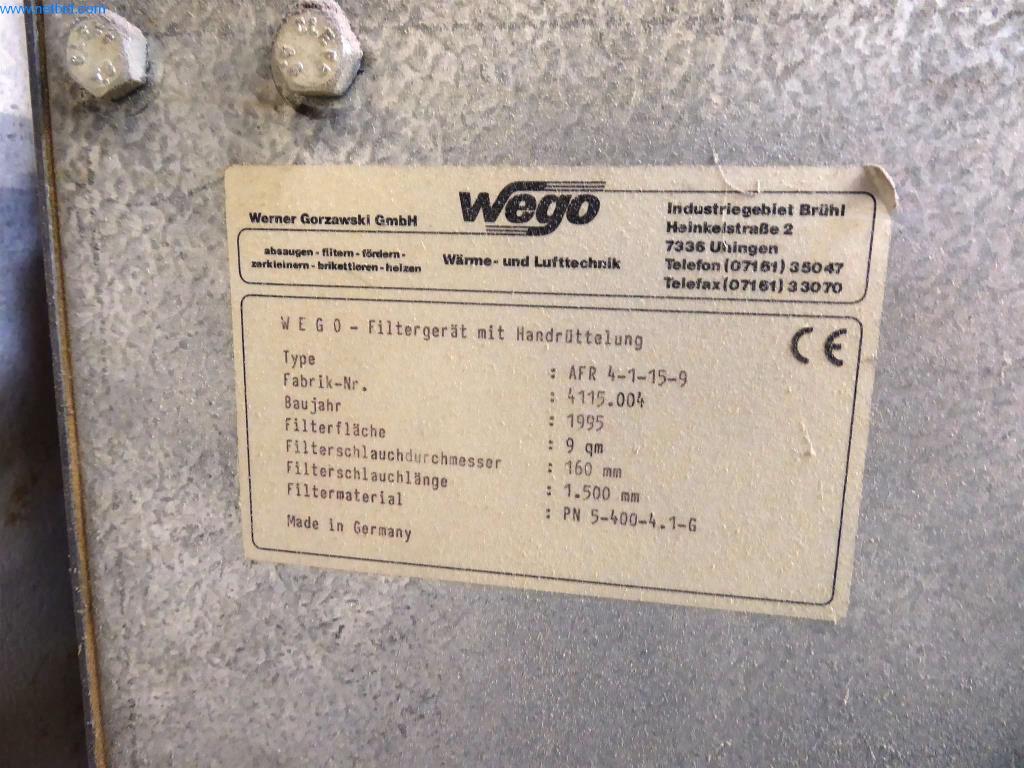 www.netbid.com
Werner Gorzawski GmbH
wego
Industriegebiet Brühl
Heinkelstraße 2
7336 Uhingen
Telefon (07161) 35047
Telefax (07161) 33070
absaugen - filtern - fördern -
zerkleinern - brikettieren - heizen
Wärme- und Lufttechnik
CE
W E G O - Filtergerät mit Handrüttelung
Type : AFR 4-1-15-9
Fabrik-Nr. : 4115.004
Baujahr : 1995
Filterfläche : 9 qm
Filterschlauchdurchmesser : 160 mm
Filterschlauchlänge : 1.500 mm
Filtermaterial : PN 5-400-4.1-G
Made in Germany